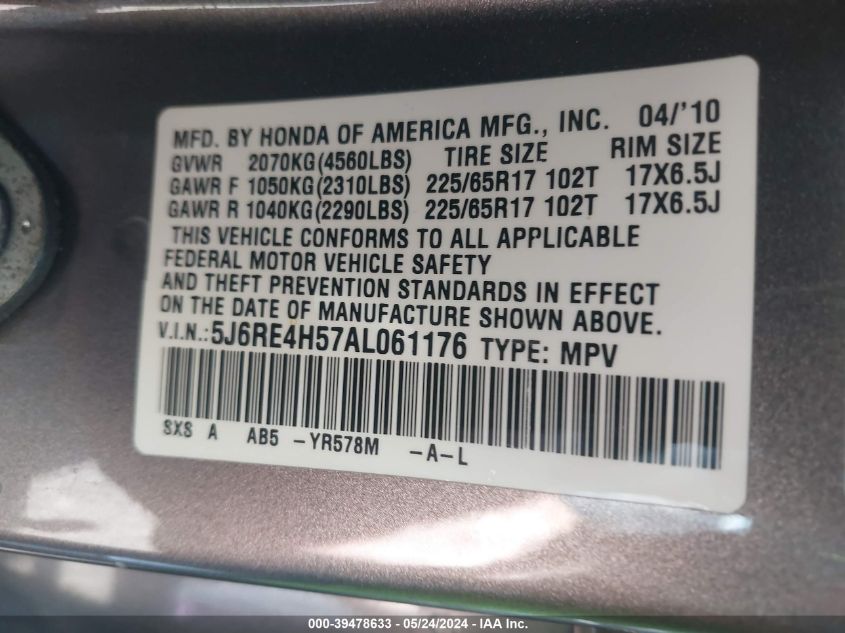 MFD. BY HONDA OF AMERICA MFG., INC. 04/'10
GVWR 2070KG(4560LBS) TIRE SIZE RIM SIZE
GAWR F 1050KG(2310LBS) 225/65R17 102T 17X6.5J
GAWR R 1040KG(2290LBS) 225/65R17 102T 17X6.5J
THIS VEHICLE CONFORMS TO ALL APPLICABLE
FEDERAL MOTOR VEHICLE SAFETY
AND THEFT PREVENTION STANDARDS IN EFFECT
ON THE DATE OF MANUFACTURE SHOWN ABOVE.
V.I.N.:5J6RE4H57AL061176 TYPE: MPV
SXS A AB5 -YR578M -A-L
000-39478633 - 05/24/2024 - IAA Inc.